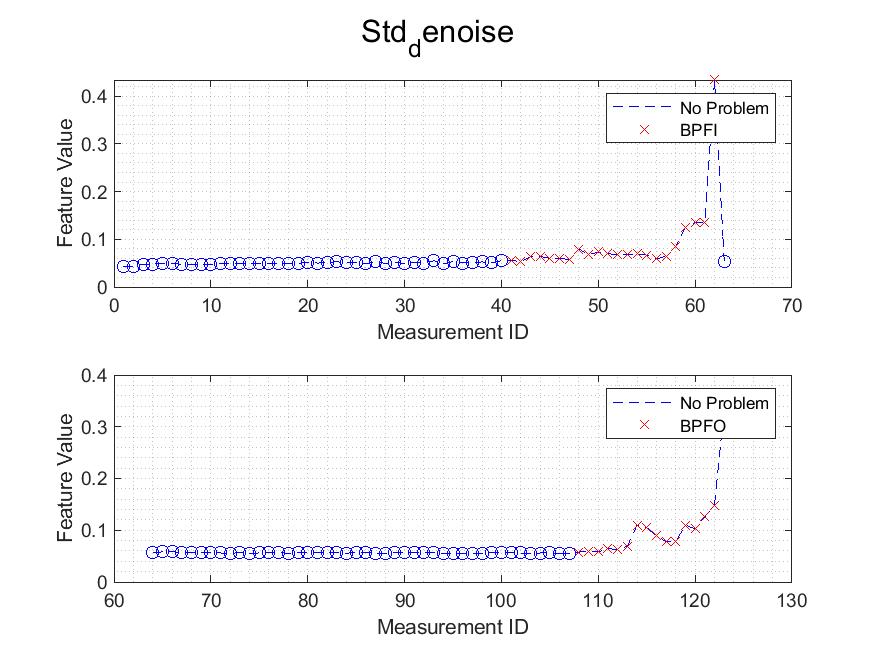 Std_denoise
0.4
0.3
0.2
0.1
0
Feature Value
No Problem
BPFI
0 10 20 30 40 50 60 70
Measurement ID
0.4
0.3
0.2
0.1
0
Feature Value
No Problem
BPFO
60 70 80 90 100 110 120 130
Measurement ID